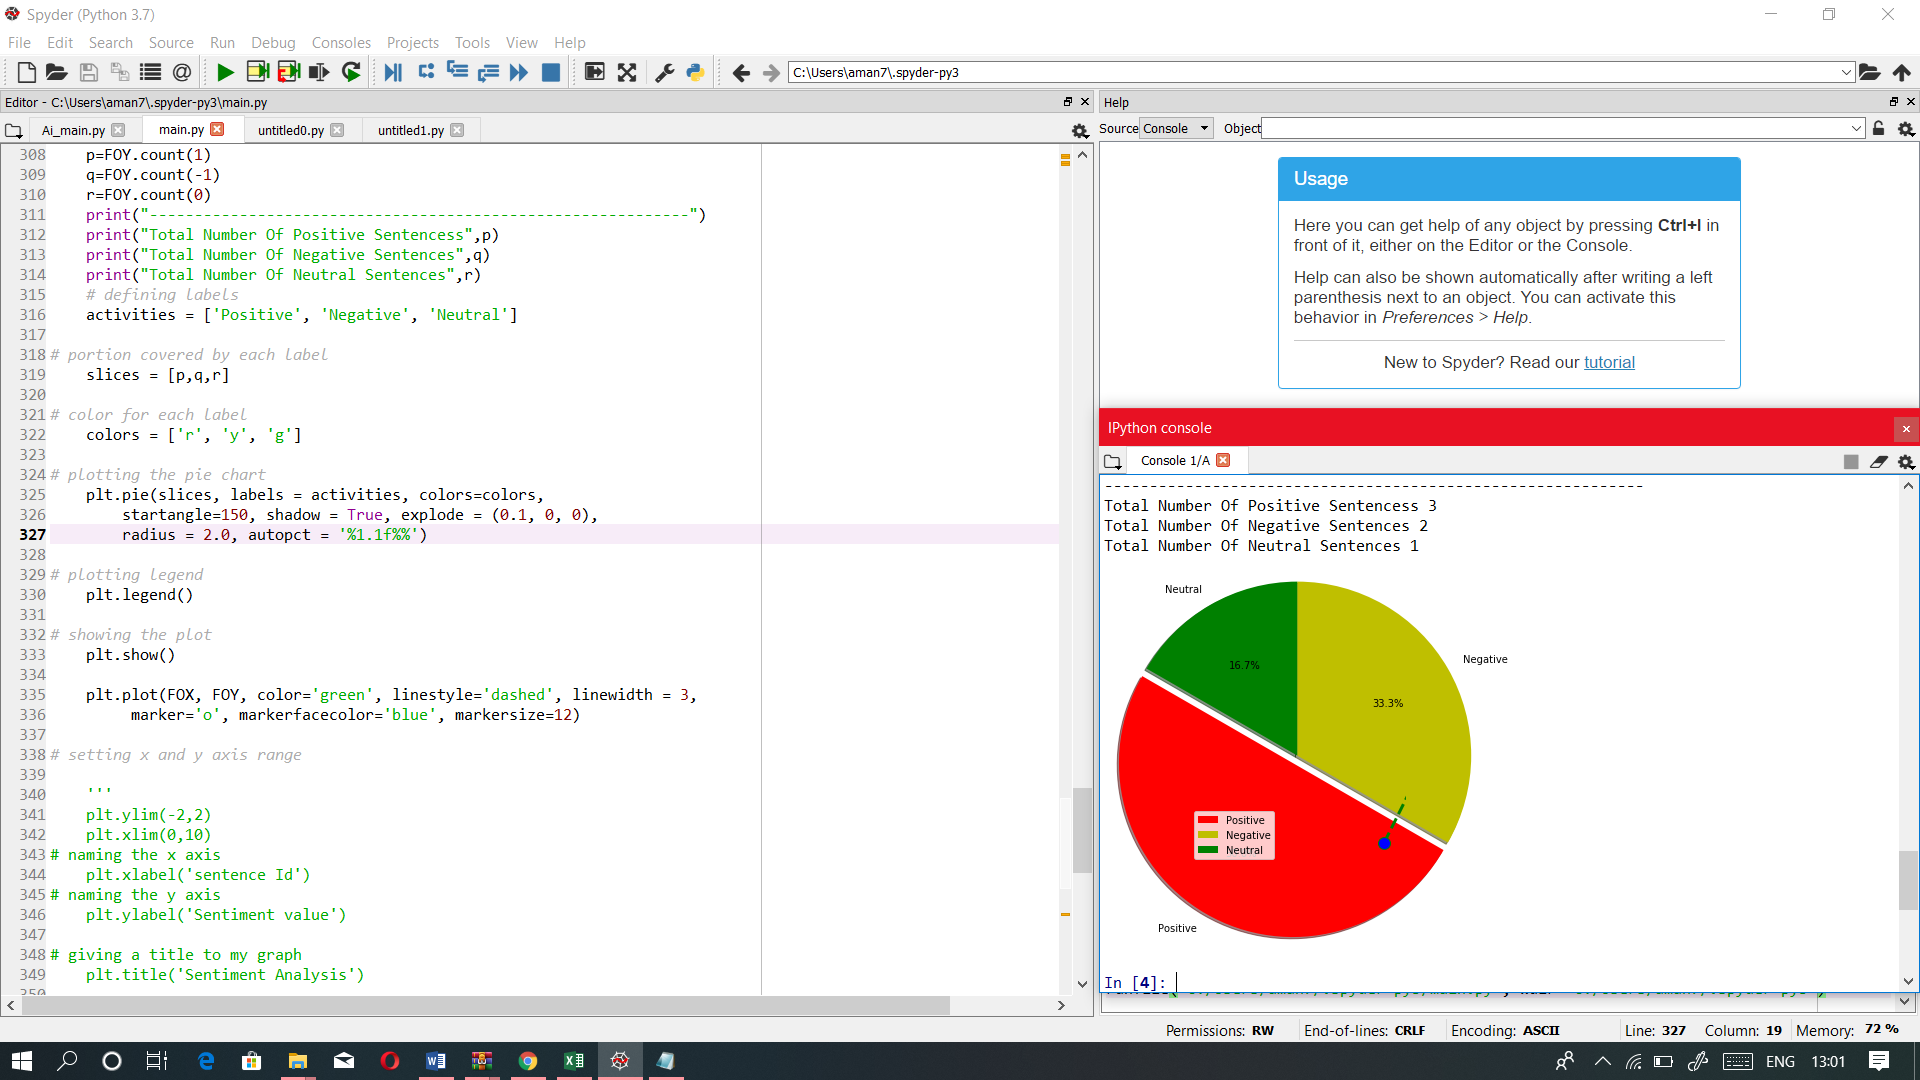 Spyder (Python 3.7)
File Edit Search Source Run Debug Consoles Projects Tools View Help
C:\Users\aman7\.spyder-py3
Editor - C:\Users\aman7\.spyder-py3\main.py
Ai_main.py main.py untitled0.py untitled1.py
308 p=FOY.count(1)
309 q=FOY.count(-1)
310 r=FOY.count(0)
311 print("------------------------------------------------------------")
312 print("Total Number Of Positive Sentencess",p)
313 print("Total Number Of Negative Sentences",q)
314 print("Total Number Of Neutral Sentences",r)
315 # defining labels
316 activities = ['Positive', 'Negative', 'Neutral']
317
318 # portion covered by each label
319 slices = [p,q,r]
320
321 # color for each label
322 colors = ['r', 'y', 'g']
323
324 # plotting the pie chart
325 plt.pie(slices, labels = activities, colors=colors,
326 startangle=150, shadow = True, explode = (0.1, 0, 0),
327 radius = 2.0, autopct = '%1.1f%%')
328
329 # plotting legend
330 plt.legend()
331
332 # showing the plot
333 plt.show()
334
335 plt.plot(FOX, FOY, color='green', linestyle='dashed', linewidth = 3,
336 marker='o', markerfacecolor='blue', markersize=12)
337
338 # setting x and y axis range
339
340 '''
341 plt.ylim(-2,2)
342 plt.xlim(0,10)
343 # naming the x axis
344 plt.xlabel('sentence Id')
345 # naming the y axis
346 plt.ylabel('Sentiment value')
347
348 # giving a title to my graph
349 plt.title('Sentiment Analysis')
350
Help
Source Console Object
Usage
Here you can get help of any object by pressing Ctrl+I in
front of it, either on the Editor or the Console.
Help can also be shown automatically after writing a left
parenthesis next to an object. You can activate this
behavior in Preferences > Help.
New to Spyder? Read our tutorial
IPython console
Console 1/A
------------------------------------------------------------
Total Number Of Positive Sentencess 3
Total Number Of Negative Sentences 2
Total Number Of Neutral Sentences 1
Neutral
Negative
16.7%
33.3%
Positive
Negative
Neutral
Positive
In [4]:
Permissions: RW End-of-lines: CRLF Encoding: ASCII Line: 327 Column: 19 Memory: 72 %
ENG 13:01